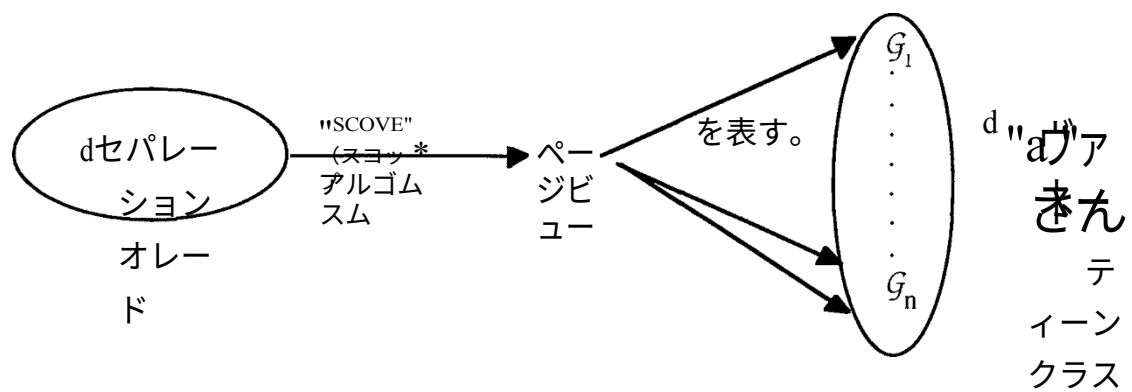 dセパレー
ション
オレー
ド
"SCOVE"
アルゴム
スム
ペー
ジビ
ュー
を表す。
𝒢1
𝒢n
d
テ
ィーン
クラス